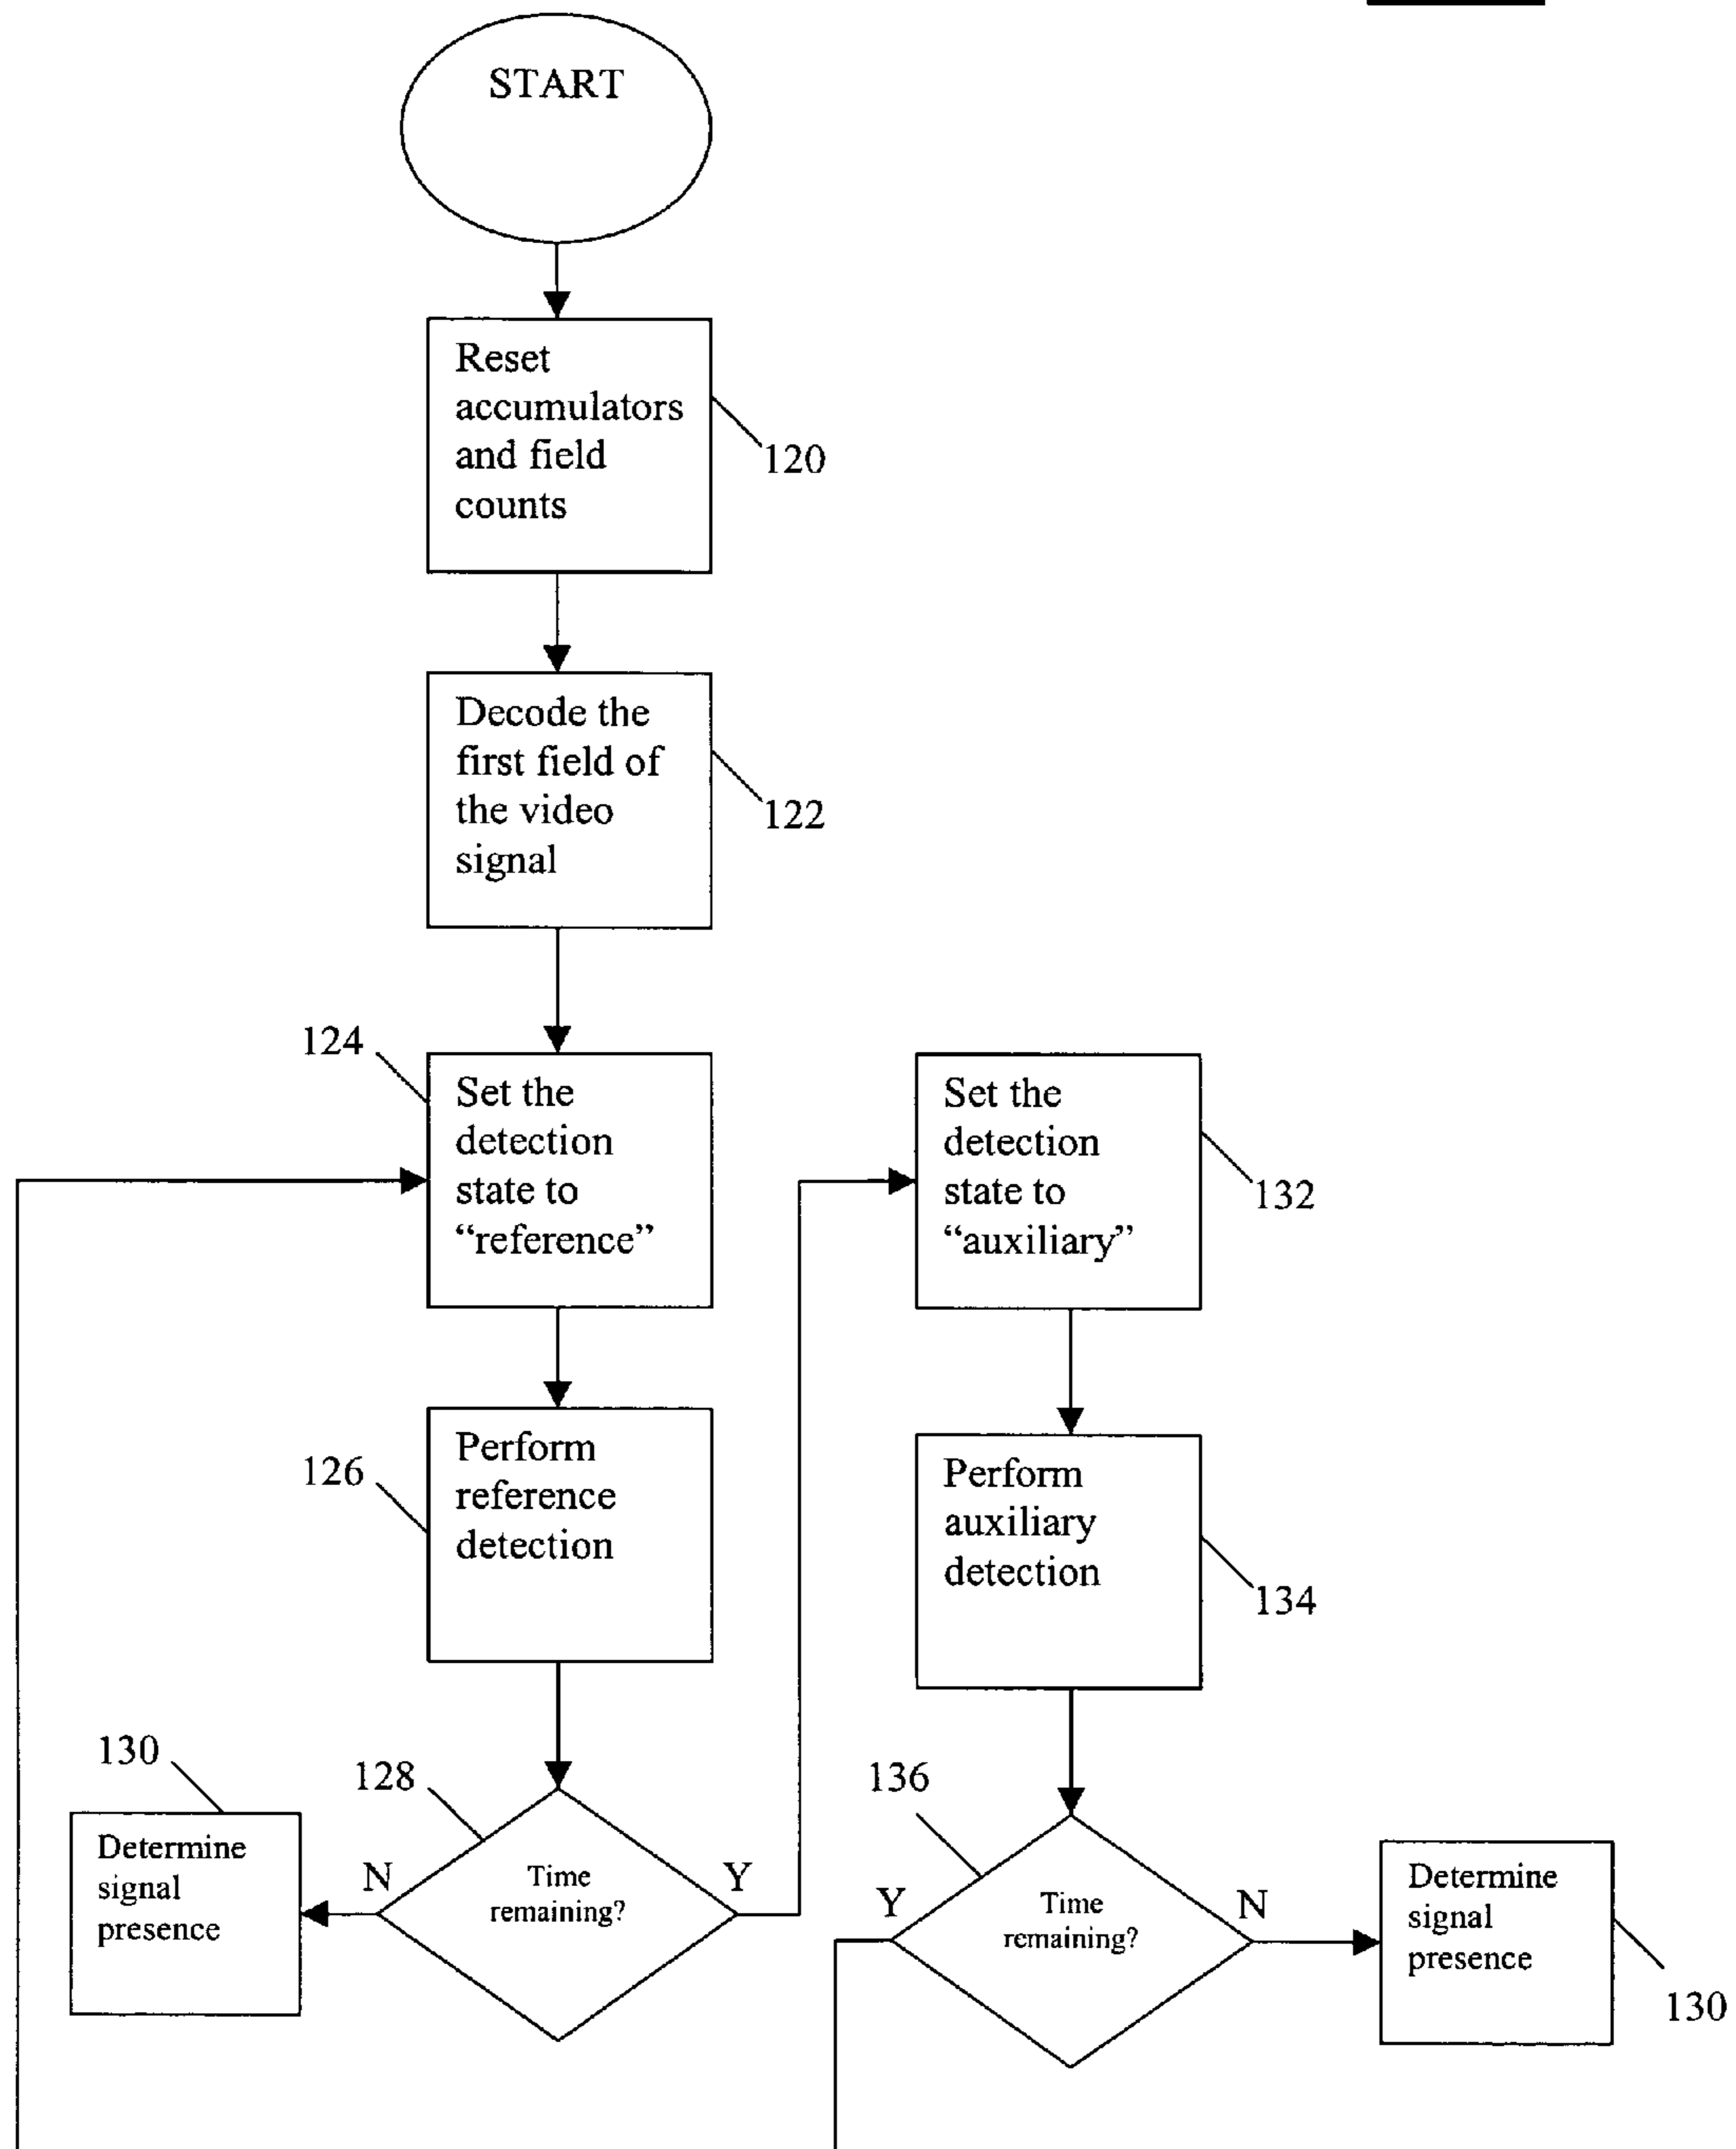 START
Reset
accumulators
and field
counts
120
Decode the
first field of
the video
signal
122
124
Set the
detection
state to
“reference”
Set the
detection
state to
“auxiliary”
132
126
Perform
reference
detection
Perform
auxiliary
detection
134
130
128
136
Determine
signal
presence
N
Time
remaining?
Y
Y
Time
remaining?
N
Determine
signal
presence
130